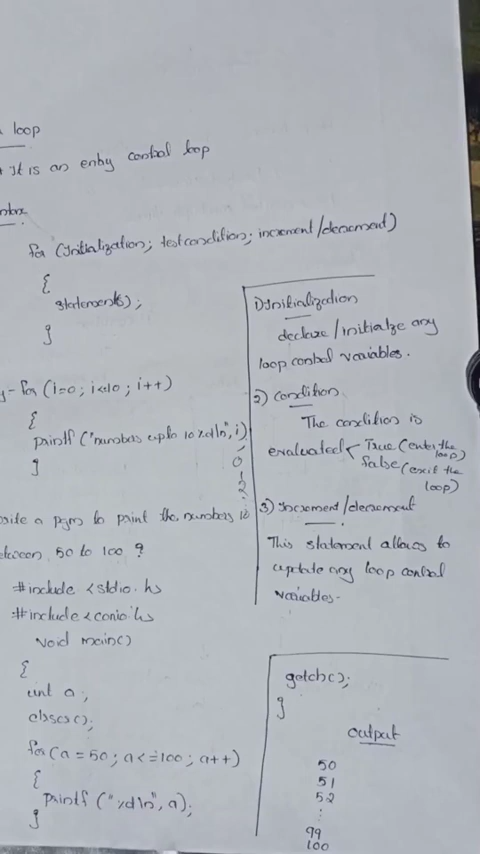 loop
It is an entry control loop
for (Initialization; test condition; increment/decrement)
{
statement(s);
}
for (i=0; i<10; i++)
{
printf ("numbers upto 10 %d\n", i)
}
0
1
2
1) Initialization
declare/initialize any
loop control variables.
2) condition
The condition is
evaluated < True (enter the loop)
false (exit the loop)
3) Increment/decrement
This statement allows to
update any loop control
variables.
a pgm to print the numbers
50 to 100 ?
#include <stdio.h>
#include <conio.h>
void main()
{
int a;
clrscr();
for (a = 50; a <= 100; a++)
{
printf ("%d\n", a);
}
getch();
}
output
50
51
52
⋮
99
100